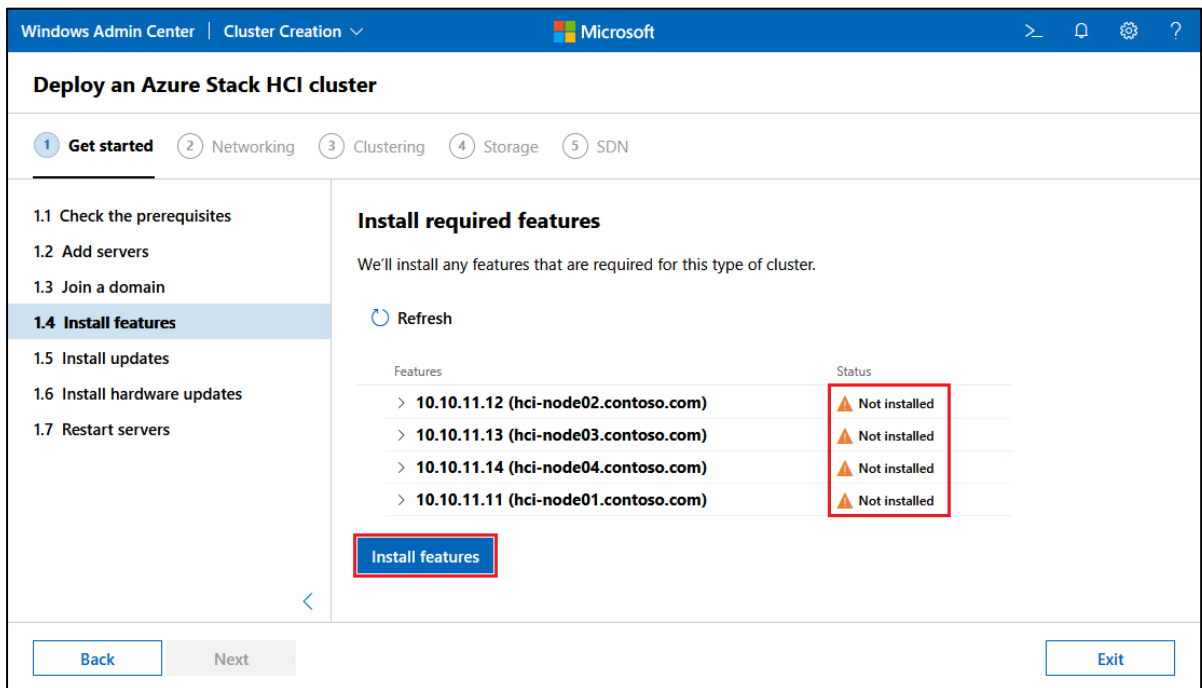 Windows Admin Center | Cluster Creation
Microsoft
>_
?
Deploy an Azure Stack HCI cluster
1 Get started
2 Networking
3 Clustering
4 Storage
5 SDN
1.1 Check the prerequisites
1.2 Add servers
1.3 Join a domain
1.4 Install features
1.5 Install updates
1.6 Install hardware updates
1.7 Restart servers
Install required features
We'll install any features that are required for this type of cluster.
Refresh
Features Status
10.10.11.12 (hci-node02.contoso.com) Not installed
10.10.11.13 (hci-node03.contoso.com) Not installed
10.10.11.14 (hci-node04.contoso.com) Not installed
10.10.11.11 (hci-node01.contoso.com) Not installed
Install features
Back
Next
Exit